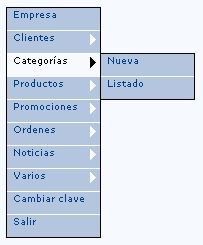 Empresa
Clientes
Categorías
Nueva
Productos
Listado
Promociones
Ordenes
Noticias
Varios
Cambiar clave
Salir